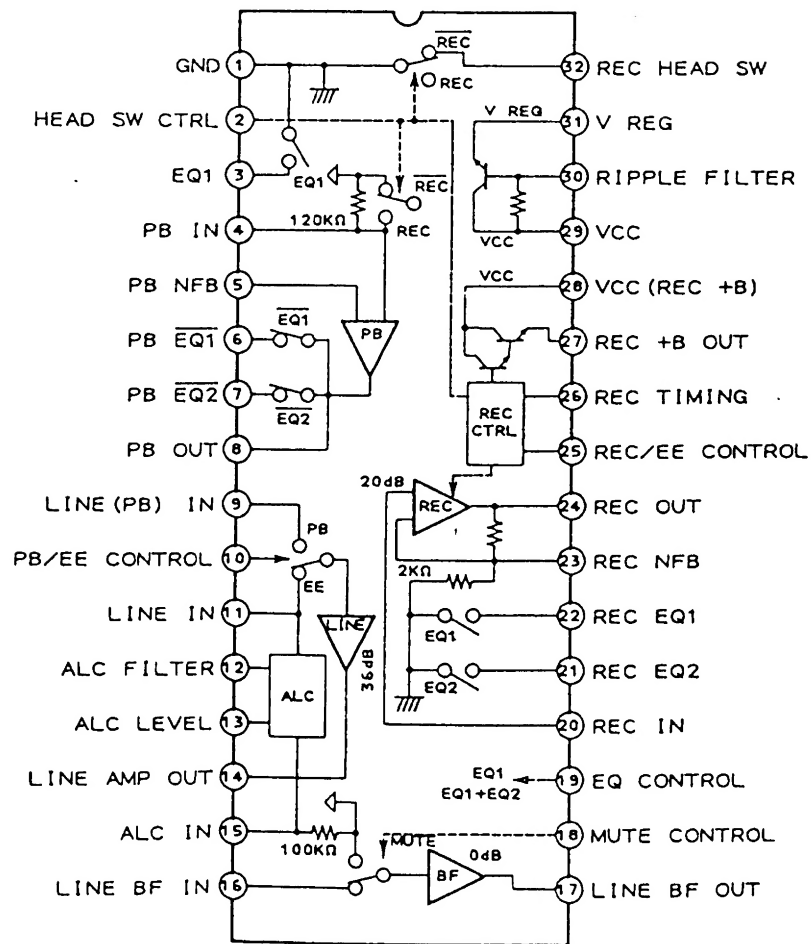 GND 1
HEAD SW CTRL 2
EQ1 3
PB IN 4
PB NFB 5
PB EQ1 6
PB EQ2 7
PB OUT 8
LINE(PB) IN 9
PB/EE CONTROL 10
LINE IN 11
ALC FILTER 12
ALC LEVEL 13
LINE AMP OUT 14
ALC IN 15
LINE BF IN 16
32 REC HEAD SW
31 V REG
30 RIPPLE FILTER
29 VCC
28 VCC(REC +B)
27 REC +B OUT
26 REC TIMING
25 REC/EE CONTROL
24 REC OUT
23 REC NFB
22 REC EQ1
21 REC EQ2
20 REC IN
19 EQ CONTROL
18 MUTE CONTROL
17 LINE BF OUT
REC
REC
V REG
EQ1
REC
120KΩ
REC
VCC
VCC
EQ1
PB
EQ2
REC
CTRL
20dB
REC
PB
2KΩ
EE
LINE
EQ1
36dB
ALC
EQ2
EQ1
EQ1+EQ2
100KΩ
MUTE
0dB
BF